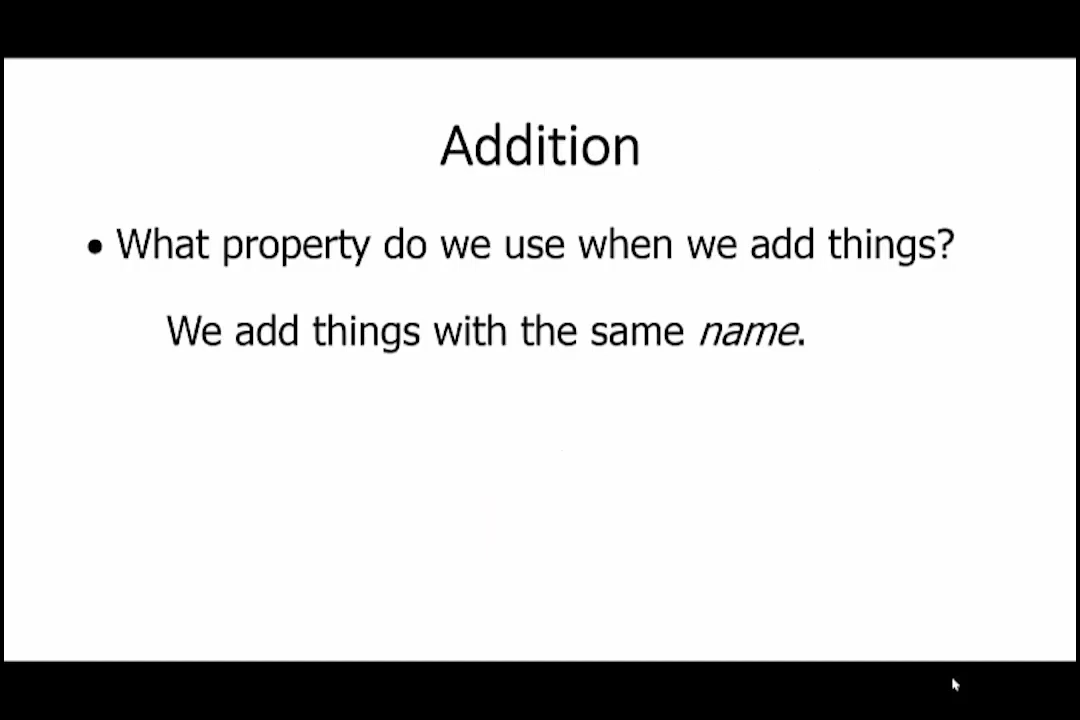 Addition
• What property do we use when we add things?
We add things with the same name.